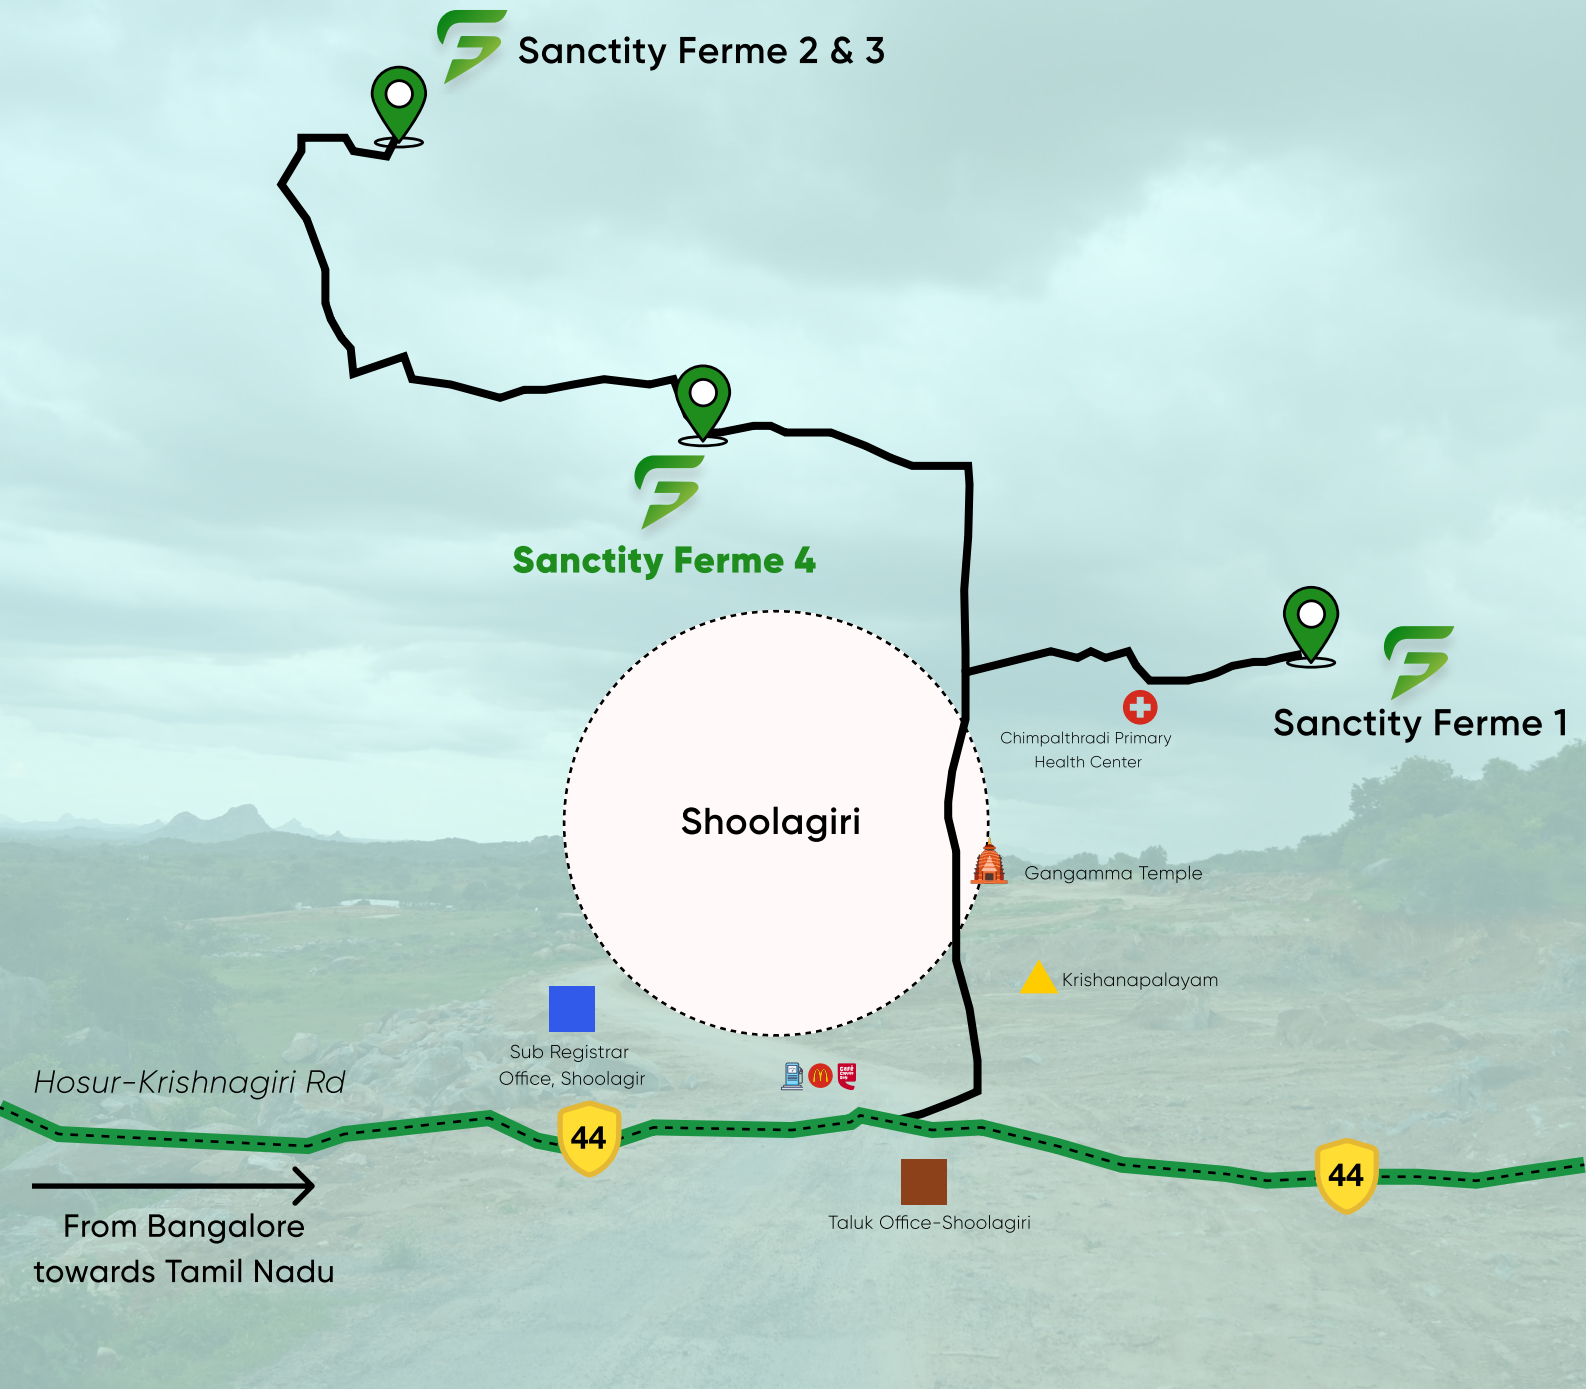 Sanctity Ferme 2 & 3
Sanctity Ferme 4
Sanctity Ferme 1
Chimpalthradi Primary
Health Center
Shoolagiri
Gangamma Temple
Krishanapalayam
Sub Registrar
Office, Shoolagir
Hosur-Krishnagiri Rd
44
44
From Bangalore
towards Tamil Nadu
Taluk Office-Shoolagiri